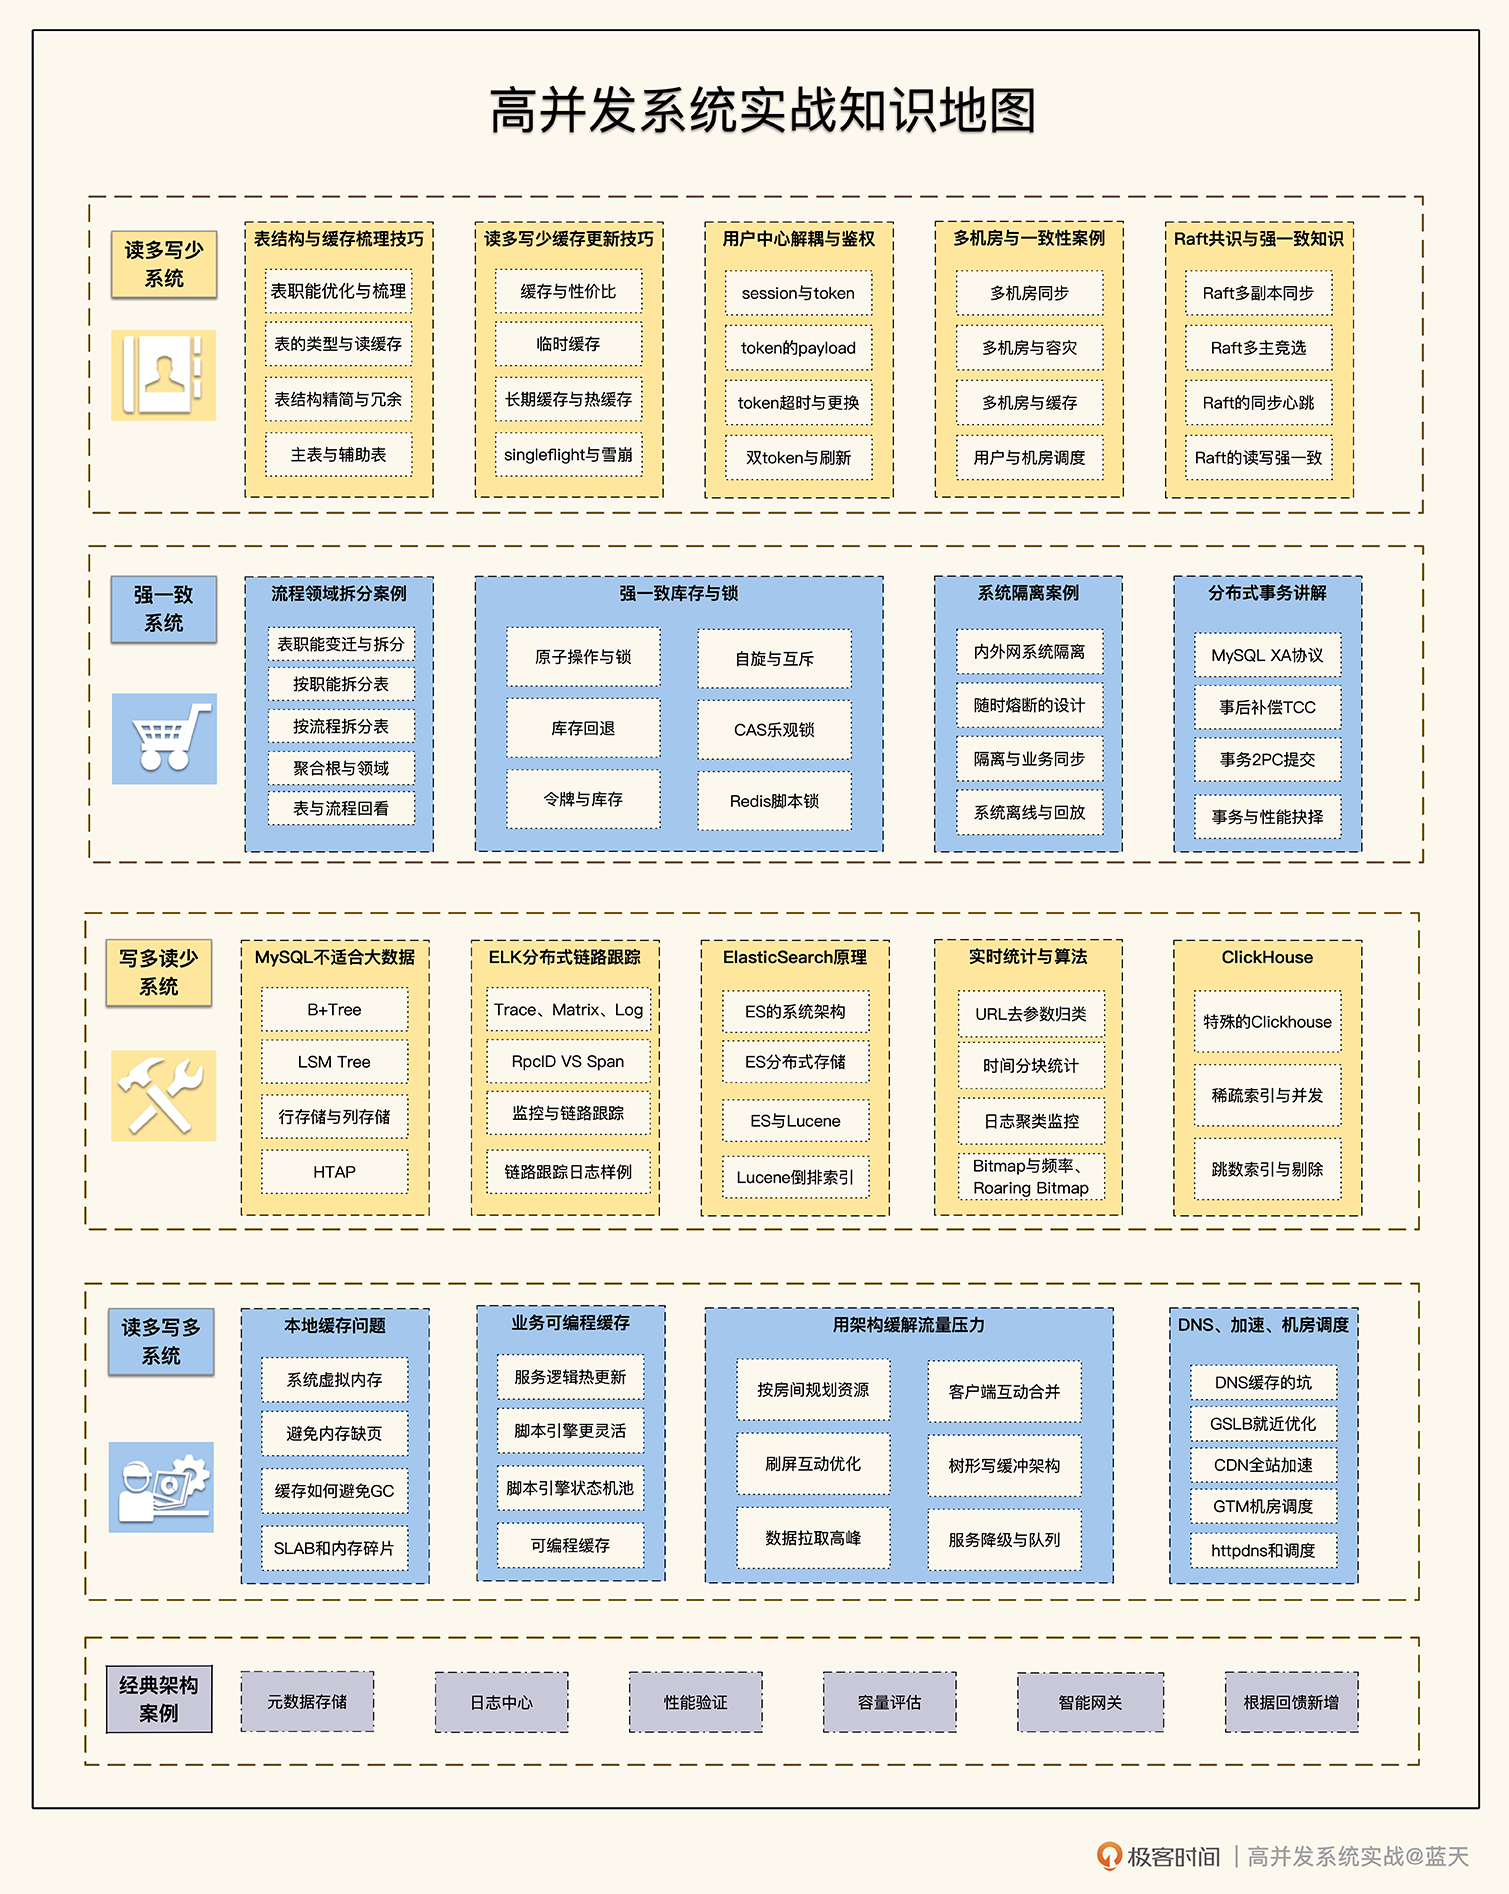 高并发系统实战知识地图
读多写少
系统
表结构与缓存梳理技巧
表职能优化与梳理
表的类型与读缓存
表结构精简与冗余
主表与辅助表
读多写少缓存更新技巧
缓存与性价比
临时缓存
长期缓存与热缓存
singleflight与雪崩
用户中心解耦与鉴权
session与token
token的payload
token超时与更换
双token与刷新
多机房与一致性案例
多机房同步
多机房与容灾
多机房与缓存
用户与机房调度
Raft共识与强一致知识
Raft多副本同步
Raft多主竞选
Raft的同步心跳
Raft的读写强一致
强一致
系统
流程领域拆分案例
表职能变迁与拆分
按职能拆分表
按流程拆分表
聚合根与领域
表与流程回看
强一致库存与锁
原子操作与锁
库存回退
令牌与库存
自旋与互斥
CAS乐观锁
Redis脚本锁
系统隔离案例
内外网系统隔离
随时熔断的设计
隔离与业务同步
系统离线与回放
分布式事务讲解
MySQL XA协议
事后补偿TCC
事务2PC提交
事务与性能抉择
写多读少
系统
MySQL不适合大数据
B+Tree
LSM Tree
行存储与列存储
HTAP
ELK分布式链路跟踪
Trace、Matrix、Log
RpcID VS Span
监控与链路跟踪
链路跟踪日志样例
ElasticSearch原理
ES的系统架构
ES分布式存储
ES与Lucene
Lucene倒排索引
实时统计与算法
URL去参数归类
时间分块统计
日志聚类监控
Bitmap与频率、
Roaring Bitmap
ClickHouse
特殊的Clickhouse
稀疏索引与并发
跳数索引与剔除
读多写多
系统
本地缓存问题
系统虚拟内存
避免内存缺页
缓存如何避免GC
SLAB和内存碎片
业务可编程缓存
服务逻辑热更新
脚本引擎更灵活
脚本引擎状态机池
可编程缓存
用架构缓解流量压力
按房间规划资源
刷屏互动优化
数据拉取高峰
客户端互动合并
树形写缓冲架构
服务降级与队列
DNS、加速、机房调度
DNS缓存的坑
GSLB就近优化
CDN全站加速
GTM机房调度
httpdns和调度
经典架构
案例
元数据存储
日志中心
性能验证
容量评估
智能网关
根据回馈新增
极客时间 | 高并发系统实战@蓝天